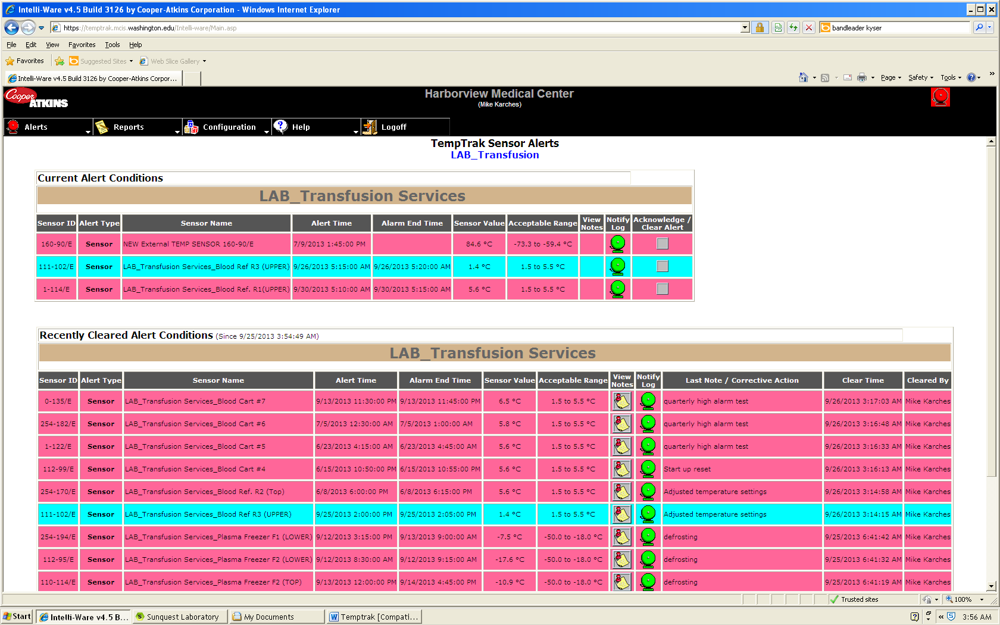 Intelli-Ware v4.5 Build 3126 by Cooper-Atkins Corporation - Windows Internet Explorer
https://temptrak.mcis.washington.edu/Intelli-ware/Main.asp
bandleader kyser
File Edit View Favorites Tools Help
Favorites Suggested Sites Web Slice Gallery
Intelli-Ware v4.5 Build 3126 by Cooper-Atkins Corpor... Page Safety Tools »
Cooper ATKINS
Harborview Medical Center
(Mike Karches)
Alerts Reports Configuration Help Logoff
TempTrak Sensor Alerts
LAB_Transfusion
Current Alert Conditions
LAB_Transfusion Services
Sensor ID Alert Type Sensor Name Alert Time Alarm End Time Sensor Value Acceptable Range View Notes Notify Log Acknowledge / Clear Alert
160-90/E Sensor NEW External TEMP SENSOR 160-90/E 7/9/2013 1:45:00 PM 84.6 °C -73.3 to -59.4 °C
111-102/E Sensor LAB_Transfusion Services_Blood Ref R3 (UPPER) 9/26/2013 5:15:00 AM 9/26/2013 5:20:00 AM 1.4 °C 1.5 to 5.5 °C
1-114/E Sensor LAB_Transfusion Services_Blood Ref. R1(UPPER) 9/30/2013 5:10:00 AM 9/30/2013 5:15:00 AM 5.6 °C 1.5 to 5.5 °C
Recently Cleared Alert Conditions (Since 9/25/2013 3:54:49 AM)
LAB_Transfusion Services
Sensor ID Alert Type Sensor Name Alert Time Alarm End Time Sensor Value Acceptable Range View Notes Notify Log Last Note / Corrective Action Clear Time Cleared By
0-135/E Sensor LAB_Transfusion Services_Blood Cart #7 9/13/2013 11:30:00 PM 9/13/2013 11:45:00 PM 6.5 °C 1.5 to 5.5 °C quarterly high alarm test 9/26/2013 3:17:03 AM Mike Karches
254-182/E Sensor LAB_Transfusion Services_Blood Cart #6 7/5/2013 12:30:00 AM 7/5/2013 1:00:00 AM 5.8 °C 1.5 to 5.5 °C quarterly high alarm test 9/26/2013 3:16:48 AM Mike Karches
1-122/E Sensor LAB_Transfusion Services_Blood Cart #5 6/23/2013 4:15:00 AM 6/23/2013 4:45:00 AM 5.6 °C 1.5 to 5.5 °C quarterly high alarm test 9/26/2013 3:16:33 AM Mike Karches
112-99/E Sensor LAB_Transfusion Services_Blood Cart #4 6/15/2013 10:50:00 PM 6/15/2013 10:55:00 PM 5.6 °C 1.5 to 5.5 °C Start up reset 9/26/2013 3:16:13 AM Mike Karches
254-170/E Sensor LAB_Transfusion Services_Blood Ref. R2 (Top) 6/8/2013 6:00:00 PM 6/8/2013 6:15:00 PM 5.6 °C 1.5 to 5.5 °C Adjusted temperature settings 9/26/2013 3:14:58 AM Mike Karches
111-102/E Sensor LAB_Transfusion Services_Blood Ref R3 (UPPER) 9/25/2013 2:00:00 PM 9/25/2013 2:05:00 PM 1.4 °C 1.5 to 5.5 °C Adjusted temperature settings 9/26/2013 3:14:15 AM Mike Karches
254-194/E Sensor LAB_Transfusion Services_Plasma Freezer F1 (LOWER) 9/12/2013 3:15:00 PM 9/13/2013 9:00:00 AM -7.5 °C -50.0 to -18.0 °C defrosting 9/25/2013 6:41:42 AM Mike Karches
112-95/E Sensor LAB_Transfusion Services_Plasma Freezer F2 (LOWER) 9/12/2013 8:30:00 AM 9/12/2013 9:15:00 AM -17.6 °C -50.0 to -18.0 °C defrosting 9/25/2013 6:41:32 AM Mike Karches
110-114/E Sensor LAB_Transfusion Services_Plasma Freezer F2 (TOP) 9/13/2013 12:00:00 PM 9/14/2013 4:45:00 PM -10.9 °C -50.0 to -18.0 °C defrosting 9/25/2013 6:41:19 AM Mike Karches
Trusted sites 100%
Start Intelli-Ware v4.5 B... Sunquest Laboratory My Documents Temptrak [Compati... « 3:56 AM